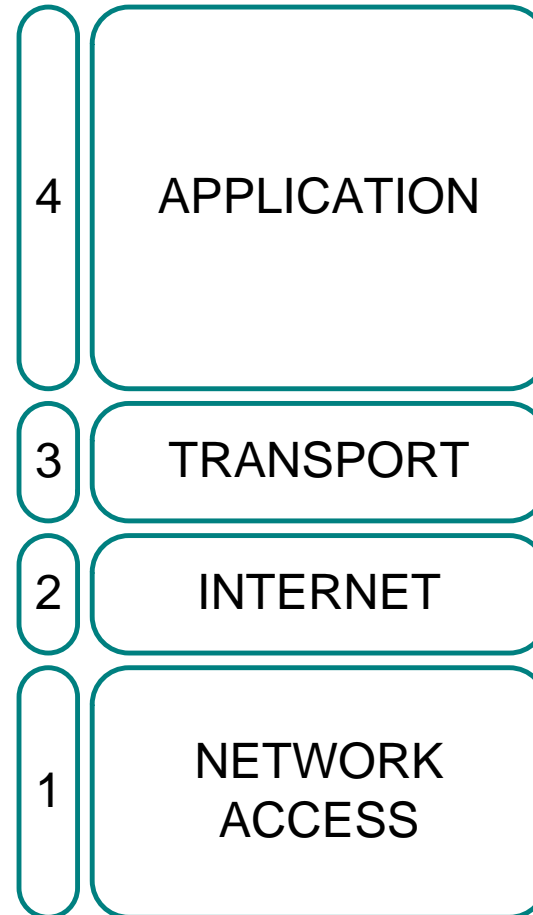 4 APPLICATION
3 TRANSPORT
2 INTERNET
1 NETWORK
ACCESS